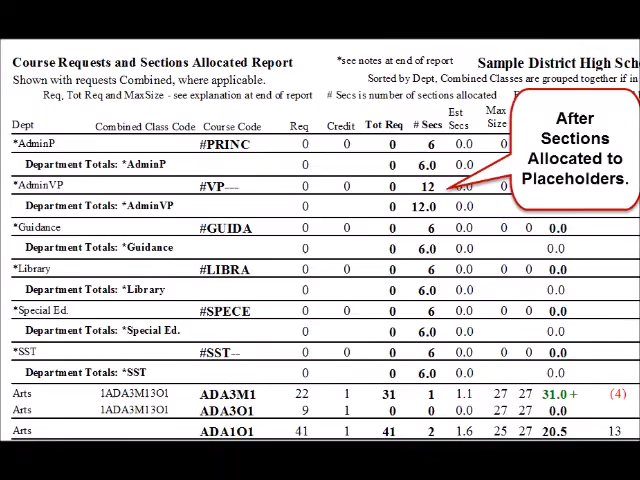 Course Requests and Sections Allocated Report *see notes at end of report Sample District High Scho
Shown with requests Combined, where applicable. Sorted by Dept, Combined Classes are grouped together if in
Req, Tot Req and MaxSize - see explanation at end of report # Secs is number of sections allocated
Dept Combined Class Code Course Code Req Credit Tot Req # Secs Est Secs Max Size
*AdminP #PRINC 0 0 0 6 0.0 0
Department Totals: *AdminP 0 0 6.0
*AdminVP #VP--- 0 0 0 12 0.0 0
Department Totals: *AdminVP 0 0 12.0 0.0
*Guidance #GUIDA 0 0 0 6 0.0 0 0 0.0
Department Totals: *Guidance 0 0 6.0 0.0
*Library #LIBRA 0 0 0 6 0.0 0 0 0.0
Department Totals: *Library 0 0 6.0 0.0
*Special Ed. #SPECE 0 0 0 6 0.0 0 0 0.0
Department Totals: *Special Ed. 0 0 6.0 0.0
*SST #SST-- 0 0 0 6 0.0 0 0 0.0
Department Totals: *SST 0 0 6.0 0.0
Arts 1ADA3M13O1 ADA3M1 22 1 31 1 1.1 27 27 31.0 + (4)
Arts 1ADA3M13O1 ADA3O1 9 1 0 0 0.0 27 27 0.0
Arts ADA1O1 41 1 41 2 1.6 25 27 20.5 13
After
Sections
Allocated to
Placeholders.